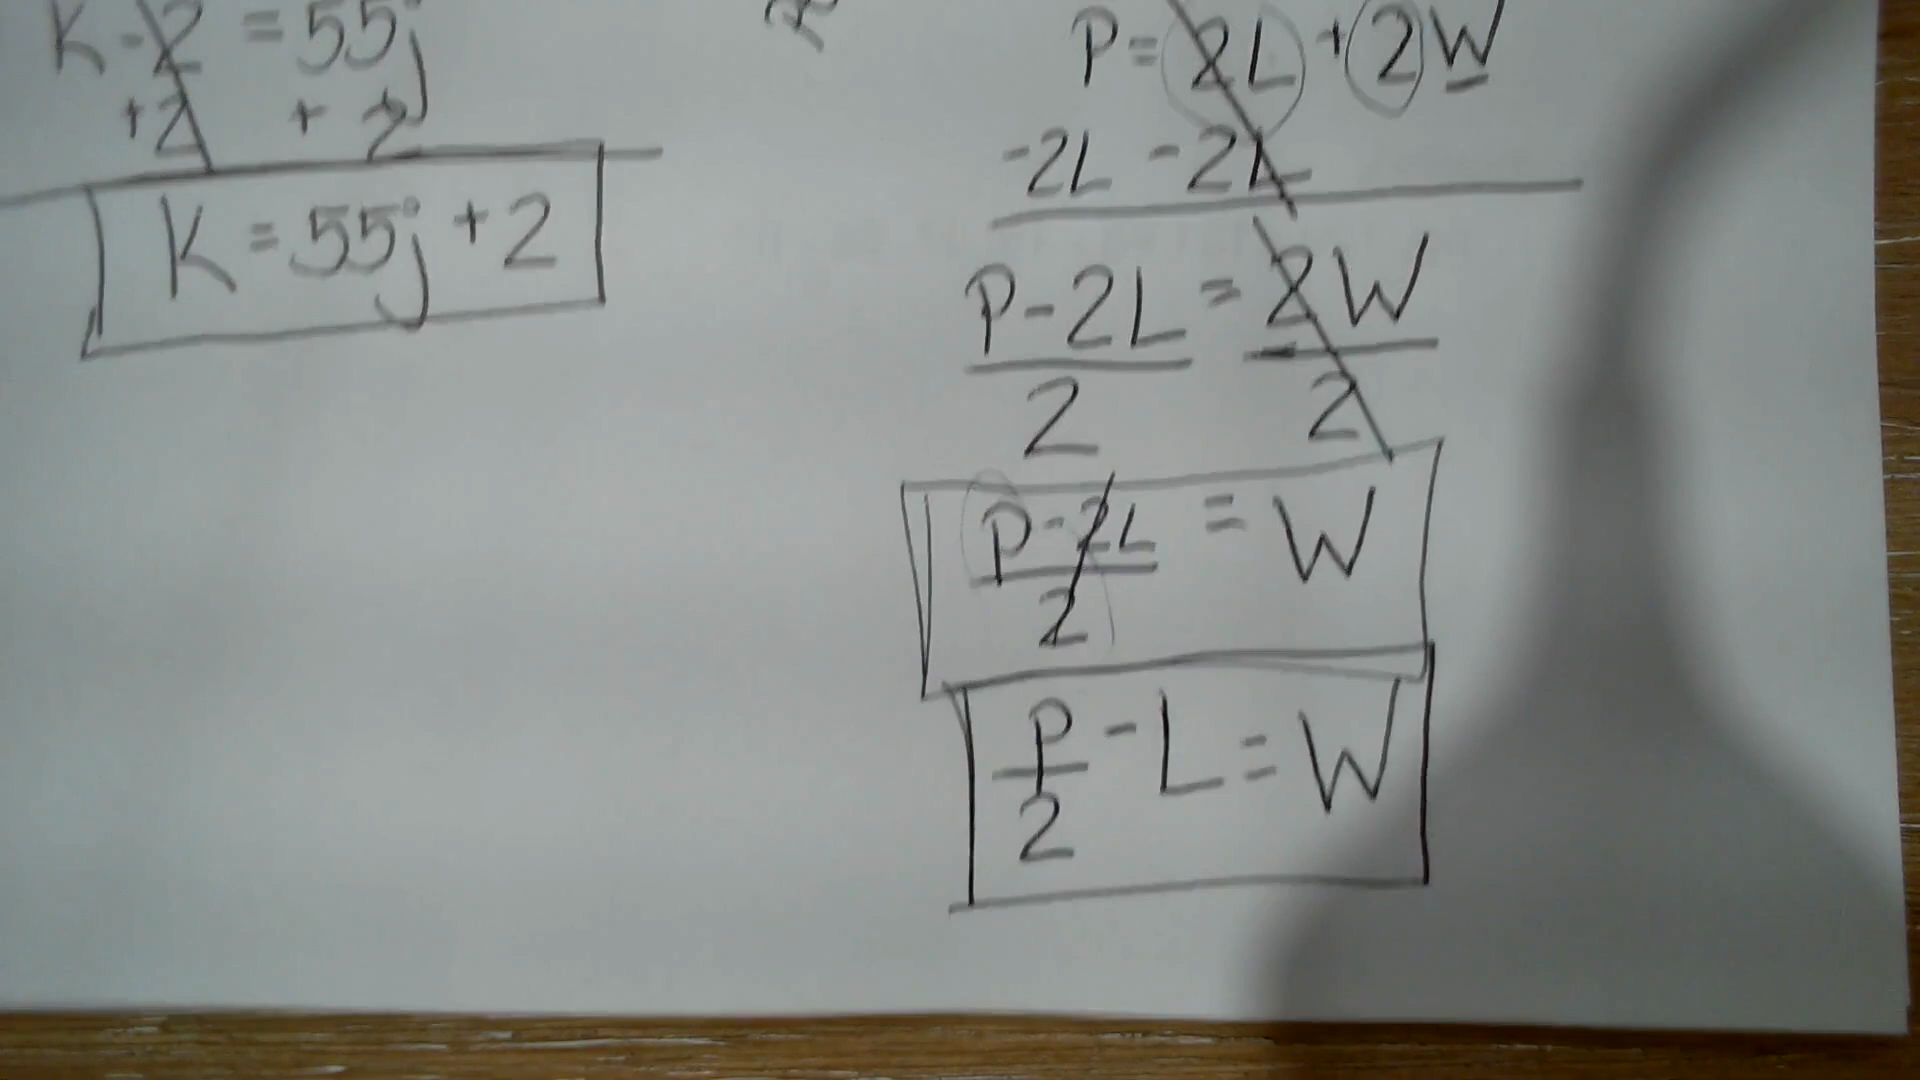 K - 2 = 55j
+2 + 2
K = 55j + 2
P = 2L + 2W
-2L -2L
P - 2L = 2W
2 2
P - 2L = W
2
P - L = W
2